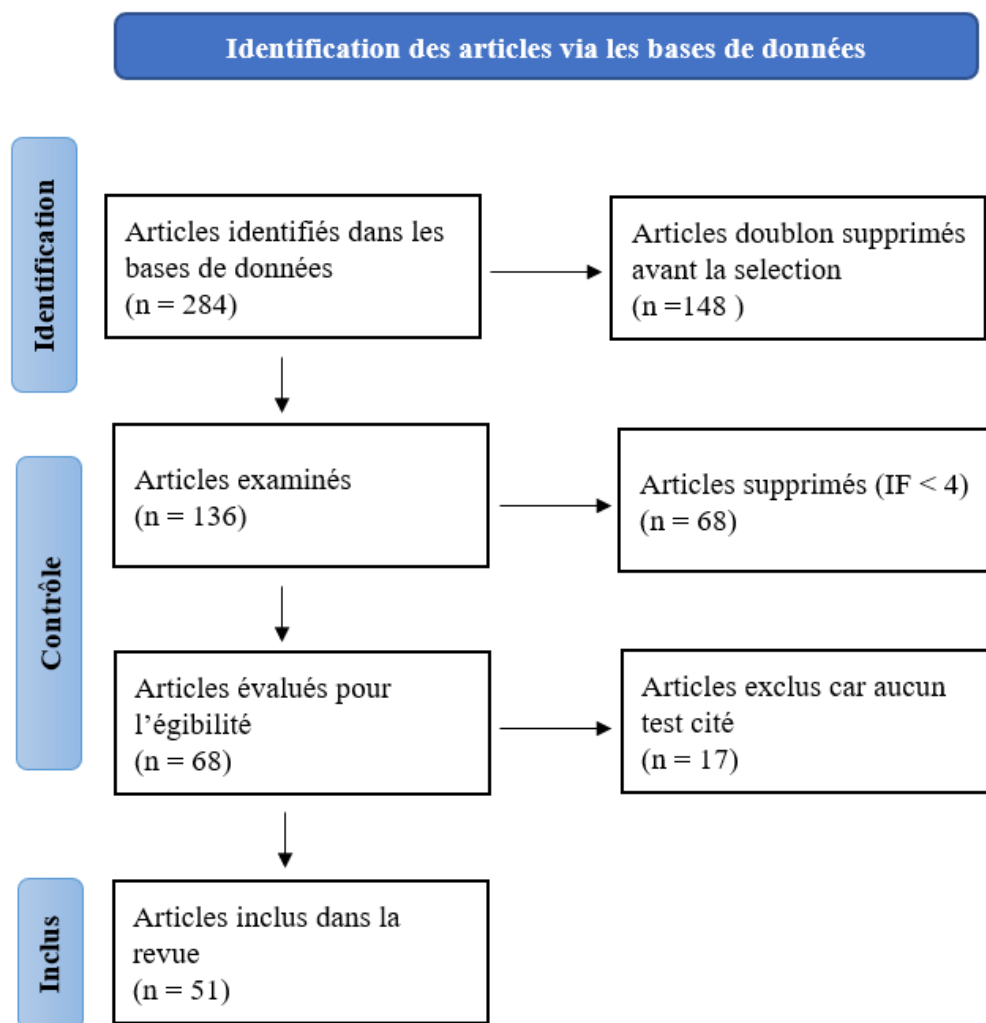 Identification des articles via les bases de données
Identification
Articles identifiés dans les
bases de données
(n = 284)
Articles doublon supprimés
avant la selection
(n =148 )
Contrôle
Articles examinés
(n = 136)
Articles supprimés (IF < 4)
(n = 68)
Articles évalués pour
l’égibilité
(n = 68)
Articles exclus car aucun
test cité
(n = 17)
Inclus
Articles inclus dans la
revue
(n = 51)